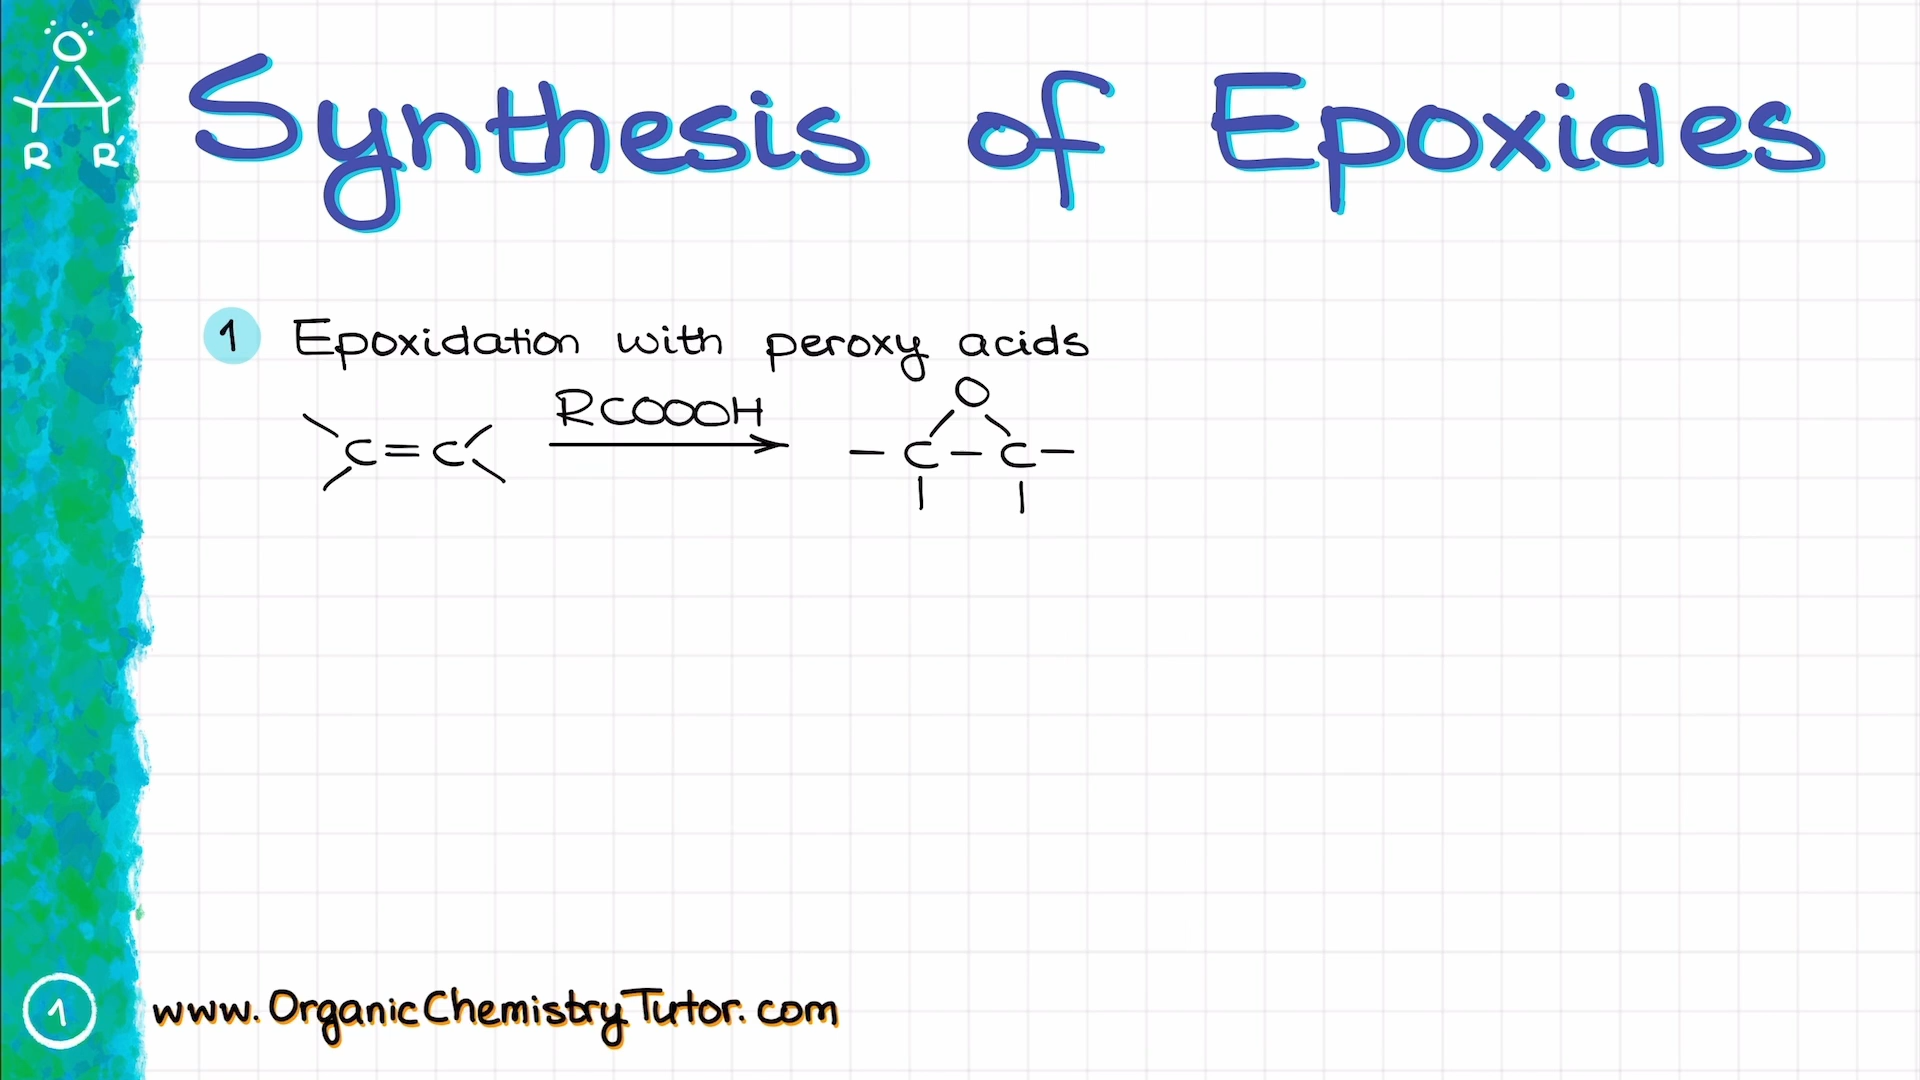 O
R R'
Synthesis of Epoxides
1 Epoxidation with peroxy acids
RCOOOH
O
C=C
-C-C-
1
www.OrganicChemistryTutor.com